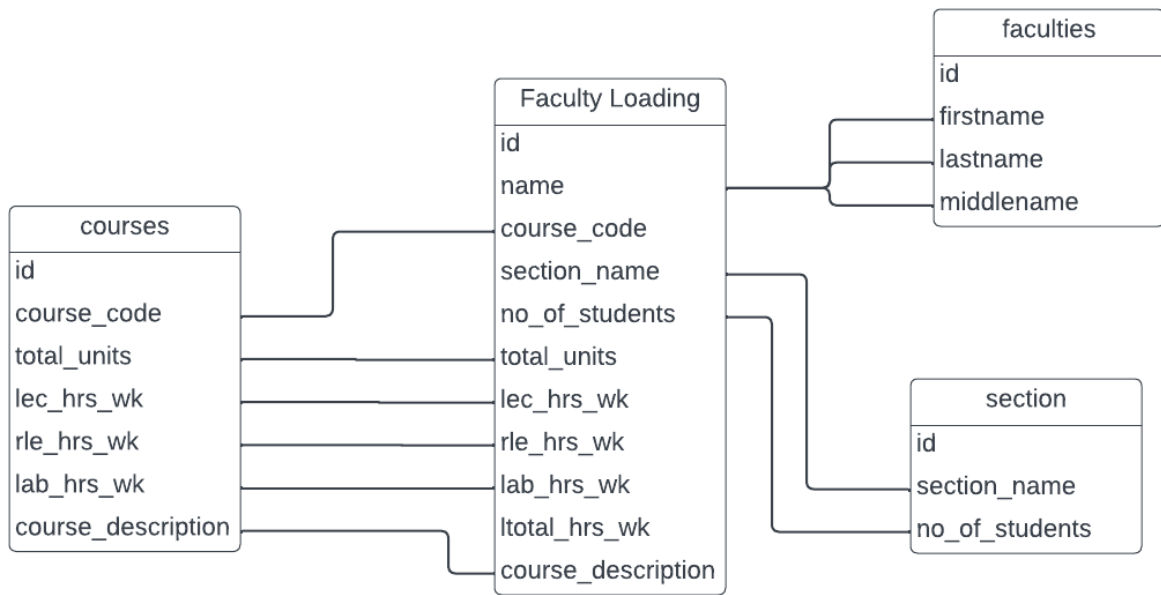 courses
id
course_code
total_units
lec_hrs_wk
rle_hrs_wk
lab_hrs_wk
course_description
Faculty Loading
id
name
course_code
section_name
no_of_students
total_units
lec_hrs_wk
rle_hrs_wk
lab_hrs_wk
ltotal_hrs_wk
course_description
faculties
id
firstname
lastname
middlename
section
id
section_name
no_of_students